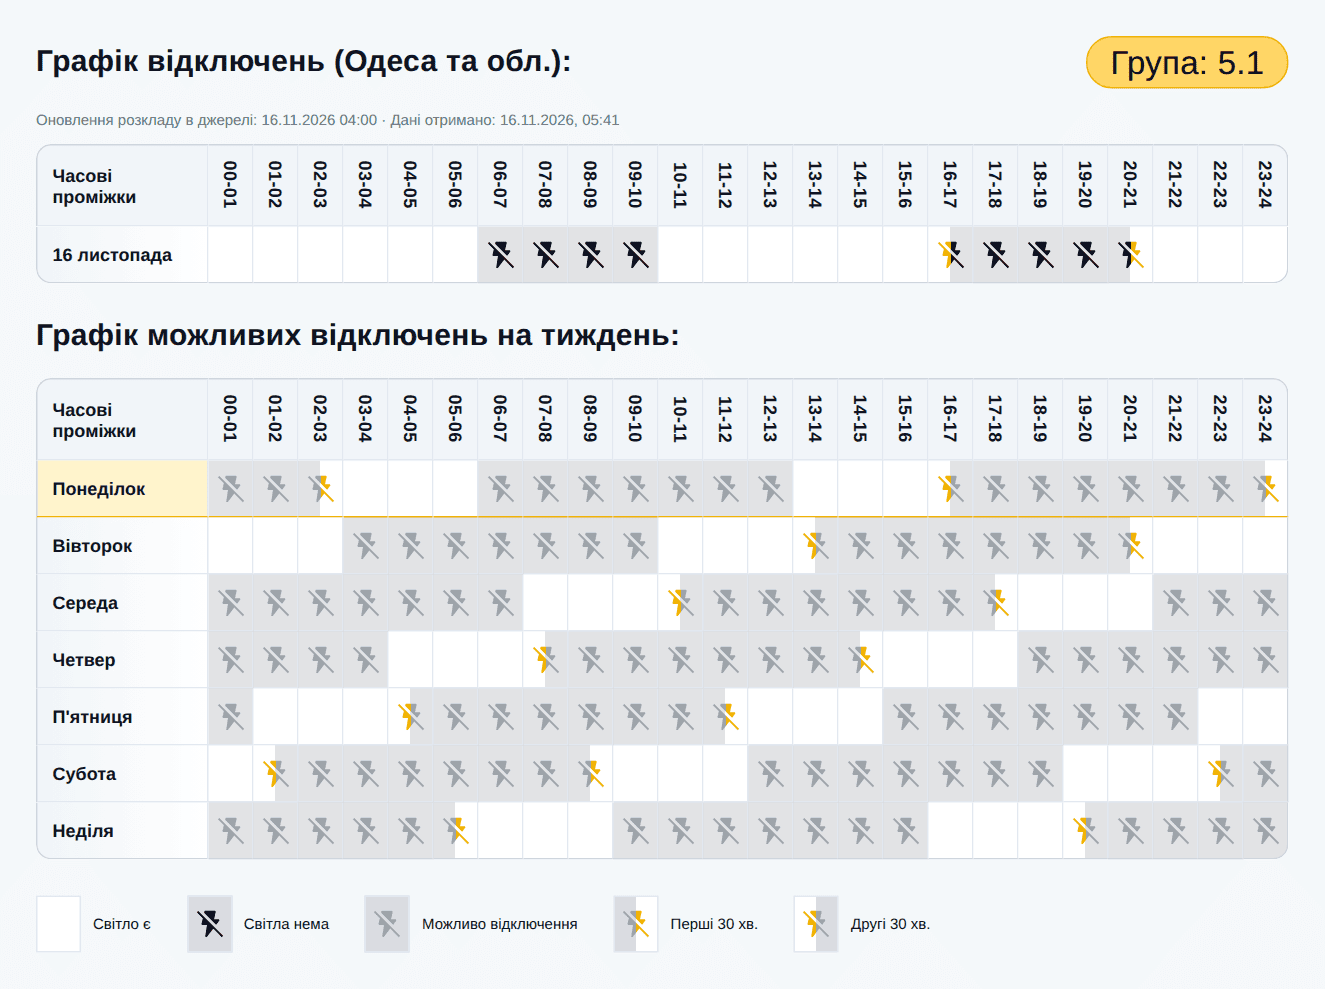 Графік відключень (Одеса та обл.):
Група: 5.1
Оновлення розкладу в джерелі: 16.11.2026 04:00 · Дані отримано: 16.11.2026, 05:41
Часові проміжки 00-01 01-02 02-03 03-04 04-05 05-06 06-07 07-08 08-09 09-10 10-11 11-12 12-13 13-14 14-15 15-16 16-17 17-18 18-19 19-20 20-21 21-22 22-23 23-24
16 листопада
Графік можливих відключень на тиждень:
Часові проміжки 00-01 01-02 02-03 03-04 04-05 05-06 06-07 07-08 08-09 09-10 10-11 11-12 12-13 13-14 14-15 15-16 16-17 17-18 18-19 19-20 20-21 21-22 22-23 23-24
Понеділок
Вівторок
Середа
Четвер
П'ятниця
Субота
Неділя
Світло є Світла нема Можливо відключення Перші 30 хв. Другі 30 хв.